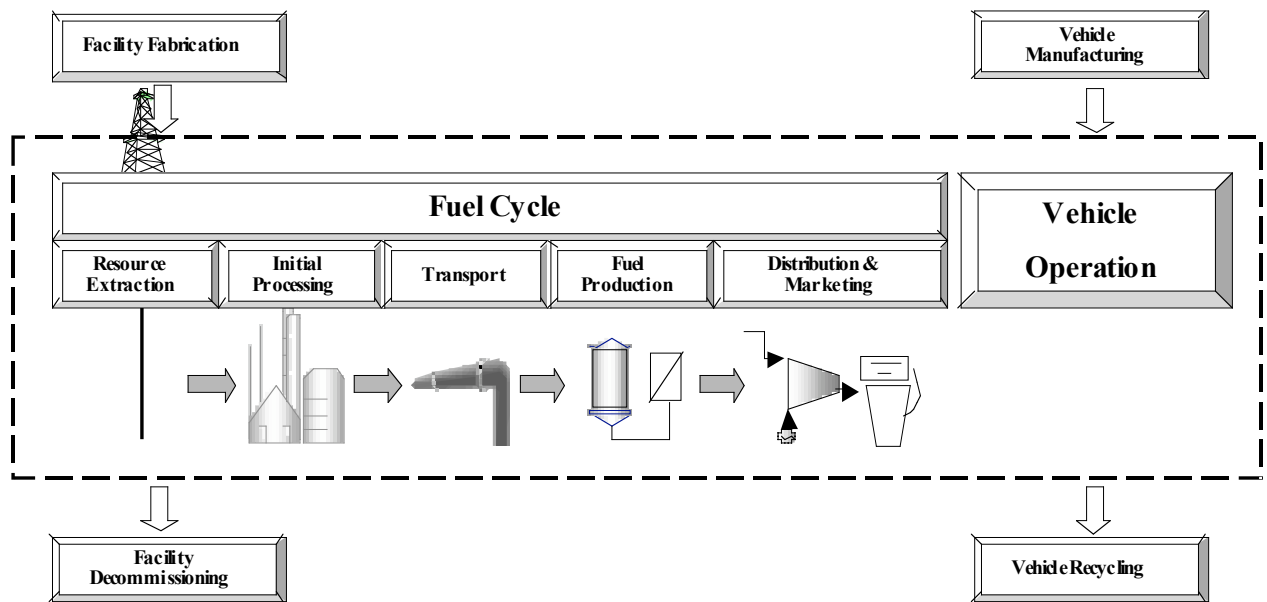 Facility Fabrication
Vehicle
Manufacturing
Fuel Cycle
Vehicle
Operation
Resource
Extraction
Initial
Processing
Transport
Fuel
Production
Distribution &
Marketing
Facility
Decommissioning
Vehicle Recycling